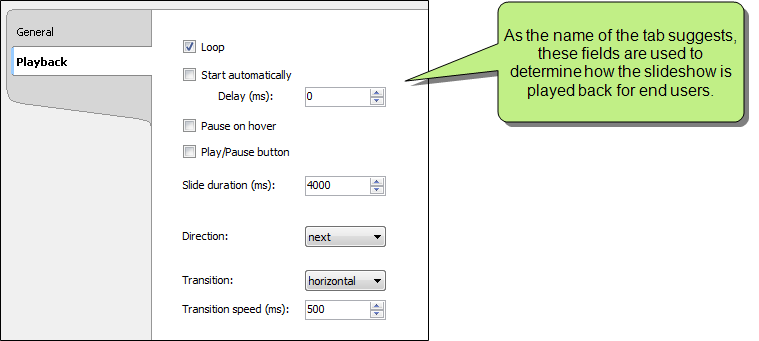 General
Playback
Loop
Start automatically
Delay (ms): 0
Pause on hover
Play/Pause button
Slide duration (ms): 4000
Direction: next
Transition: horizontal
Transition speed (ms): 500
As the name of the tab suggests,
these fields are used to
determine how the slideshow is
played back for end users.